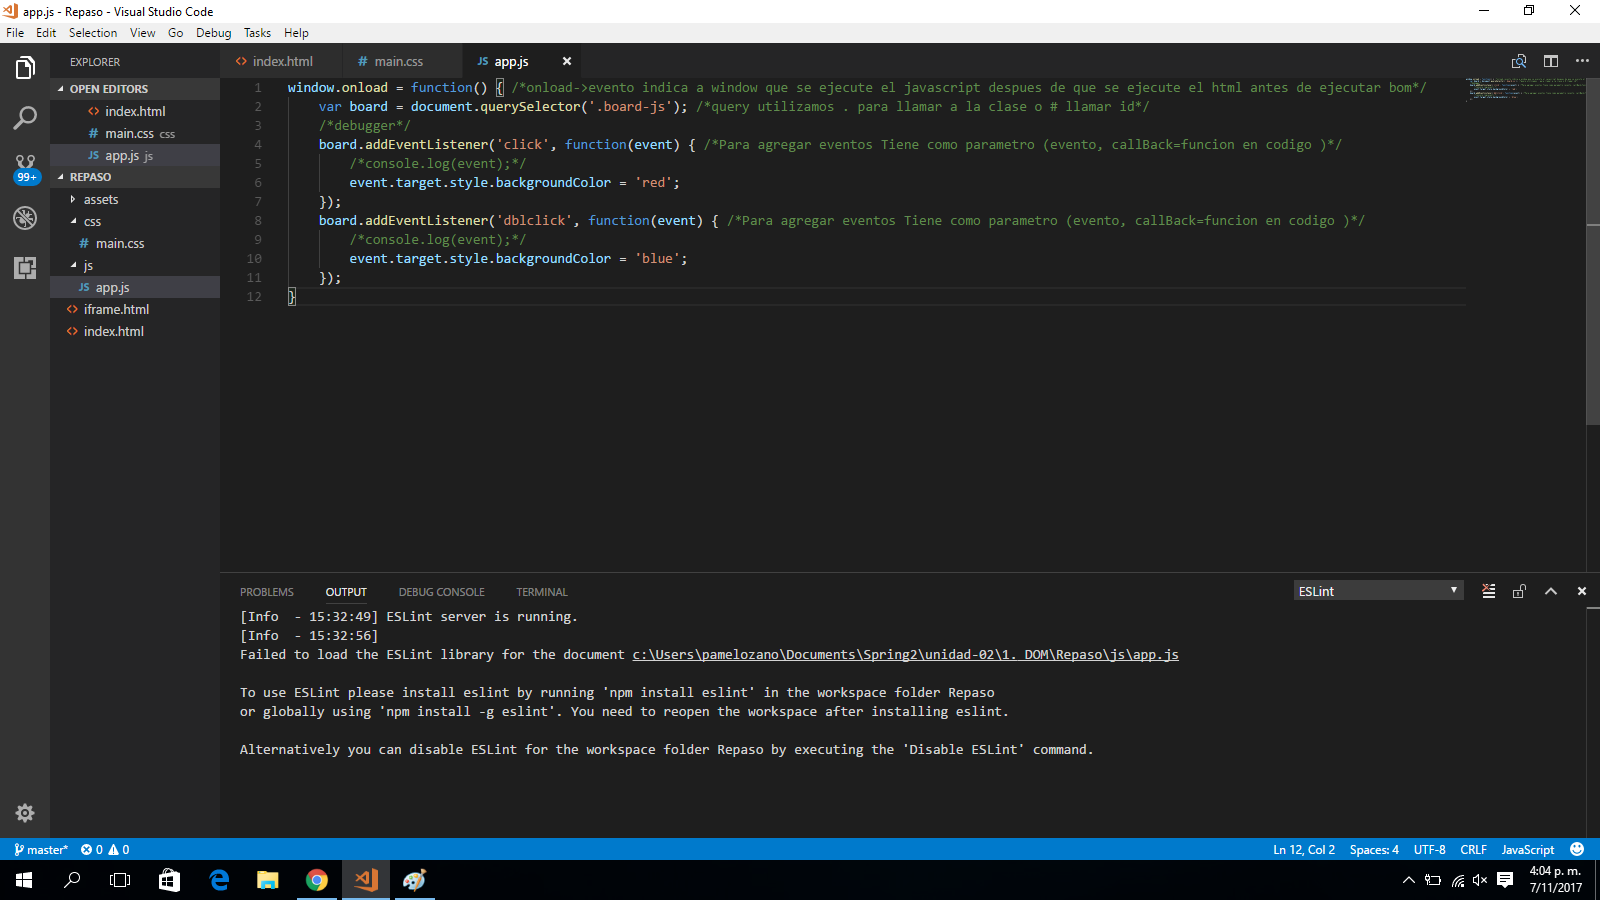 app.js - Repaso - Visual Studio Code
File Edit Selection View Go Debug Tasks Help
EXPLORER
OPEN EDITORS
<> index.html
# main.css css
JS app.js js
99+
REPASO
assets
css
# main.css
js
JS app.js
<> iframe.html
<> index.html
<> index.html # main.css JS app.js
1 window.onload = function() { /*onload->evento indica a window que se ejecute el javascript despues de que se ejecute el html antes de ejecutar bom*/
2 var board = document.querySelector('.board-js'); /*query utilizamos . para llamar a la clase o # llamar id*/
3 /*debugger*/
4 board.addEventListener('click', function(event) { /*Para agregar eventos Tiene como parametro (evento, callBack=funcion en codigo )*/
5 /*console.log(event);*/
6 event.target.style.backgroundColor = 'red';
7 });
8 board.addEventListener('dblclick', function(event) { /*Para agregar eventos Tiene como parametro (evento, callBack=funcion en codigo )*/
9 /*console.log(event);*/
10 event.target.style.backgroundColor = 'blue';
11 });
12 }
PROBLEMS OUTPUT DEBUG CONSOLE TERMINAL ESLint
[Info  - 15:32:49] ESLint server is running.
[Info  - 15:32:56]
Failed to load the ESLint library for the document c:\Users\pamelozano\Documents\Spring2\unidad-02\1. DOM\Repaso\js\app.js
To use ESLint please install eslint by running 'npm install eslint' in the workspace folder Repaso
or globally using 'npm install -g eslint'. You need to reopen the workspace after installing eslint.
Alternatively you can disable ESLint for the workspace folder Repaso by executing the 'Disable ESLint' command.
master* 0 0 Ln 12, Col 2 Spaces: 4 UTF-8 CRLF JavaScript
4:04 p. m.
7/11/2017